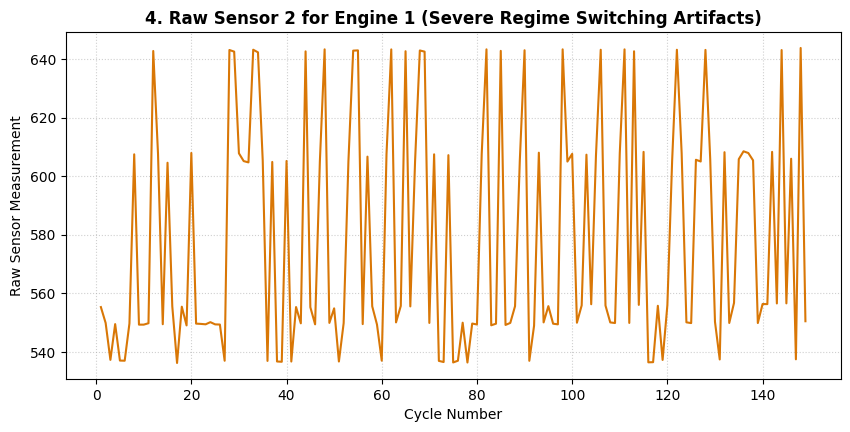 4. Raw Sensor 2 for Engine 1 (Severe Regime Switching Artifacts)
Raw Sensor Measurement
640
620
600
580
560
540
0 20 40 60 80 100 120 140
Cycle Number